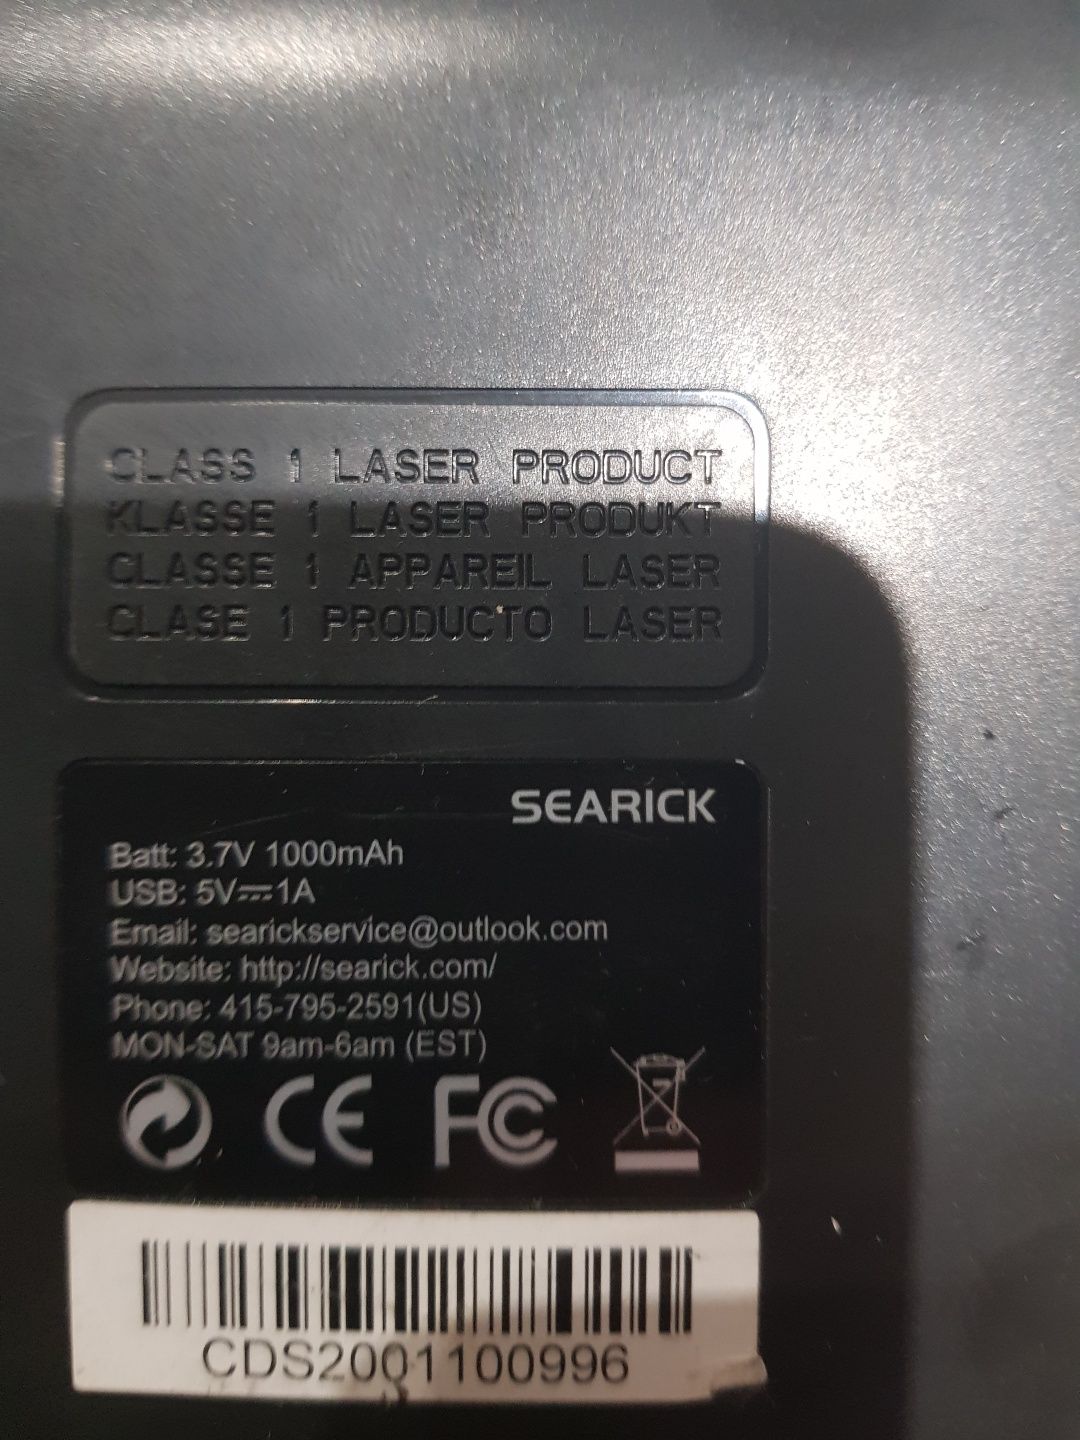 CLASS 1 LASER PRODUCT
KLASSE 1 LASER PRODUKT
CLASSE 1 APPAREIL LASER
CLASE 1 PRODUCTO LASER
SEARICK
Batt: 3.7V 1000mAh
USB: 5V⎓1A
Email: searickservice@outlook.com
Website: http://searick.com/
Phone: 415-795-2591(US)
MON-SAT 9am-6am (EST)
CE FC
CDS2001100996